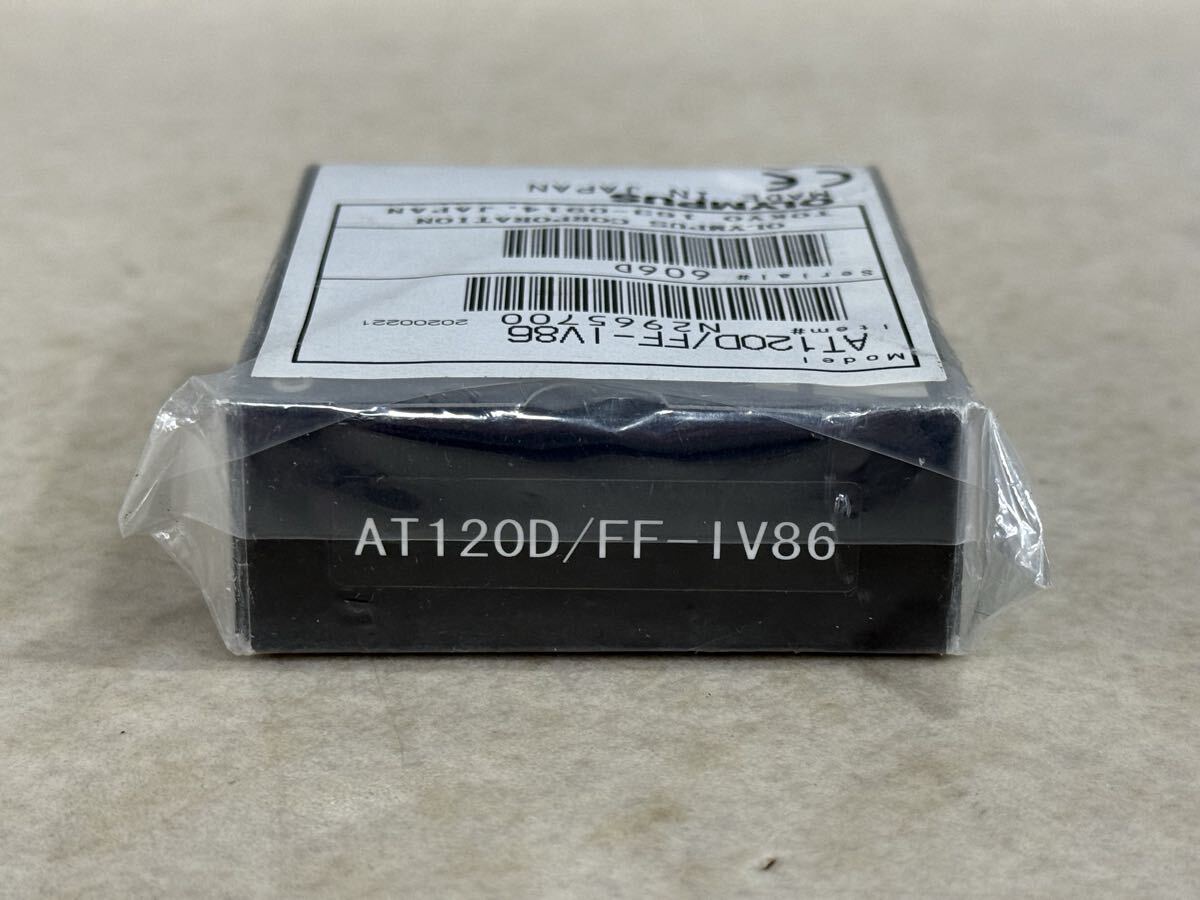 AT120D/FF-IV86
Model
AT120D/FF-IV86
Item# N2965700
20200221
Serial# 606D
OLYMPUS CORPORATION
TOKYO 163-0914, JAPAN
OLYMPUS
MADE IN JAPAN
CE